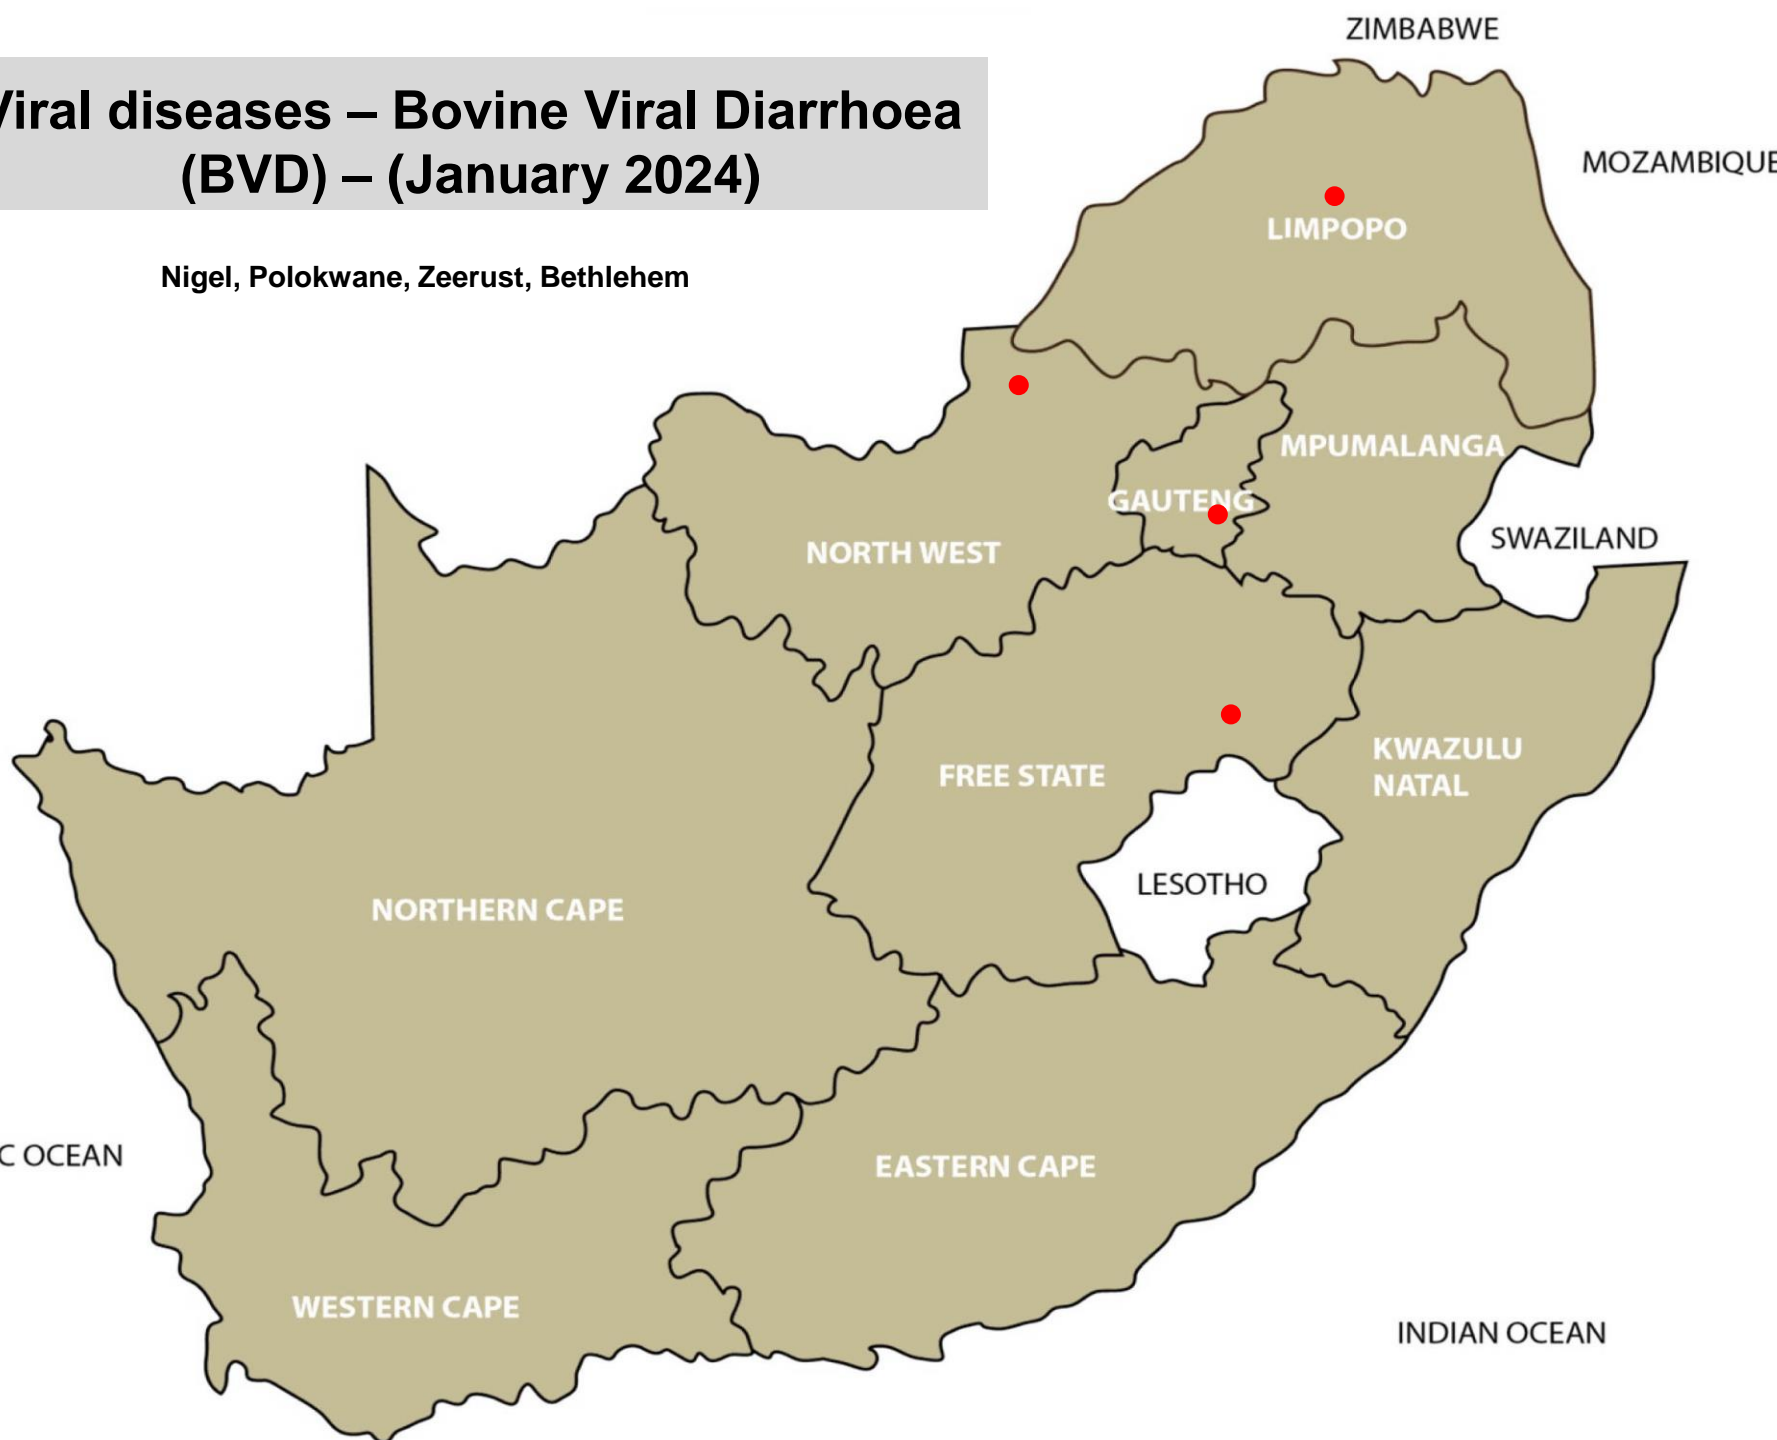 Viral diseases – Bovine Viral Diarrhoea
(BVD) – (January 2024)
Nigel, Polokwane, Zeerust, Bethlehem
ZIMBABWE
MOZAMBIQUE
LIMPOPO
MPUMALANGA
GAUTENG
NORTH WEST
SWAZILAND
FREE STATE
KWAZULU
NATAL
LESOTHO
NORTHERN CAPE
C OCEAN
EASTERN CAPE
WESTERN CAPE
INDIAN OCEAN